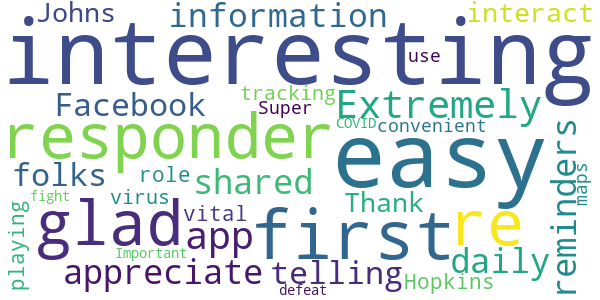 Johns information interact
interesting
use
Facebook tracking Super Extremely
responder COVID convenient
easy
folks role shared reminders maps
virus Thank
playing glad vital first re
app fight
Important daily
appreciate telling Hopkins
defeat